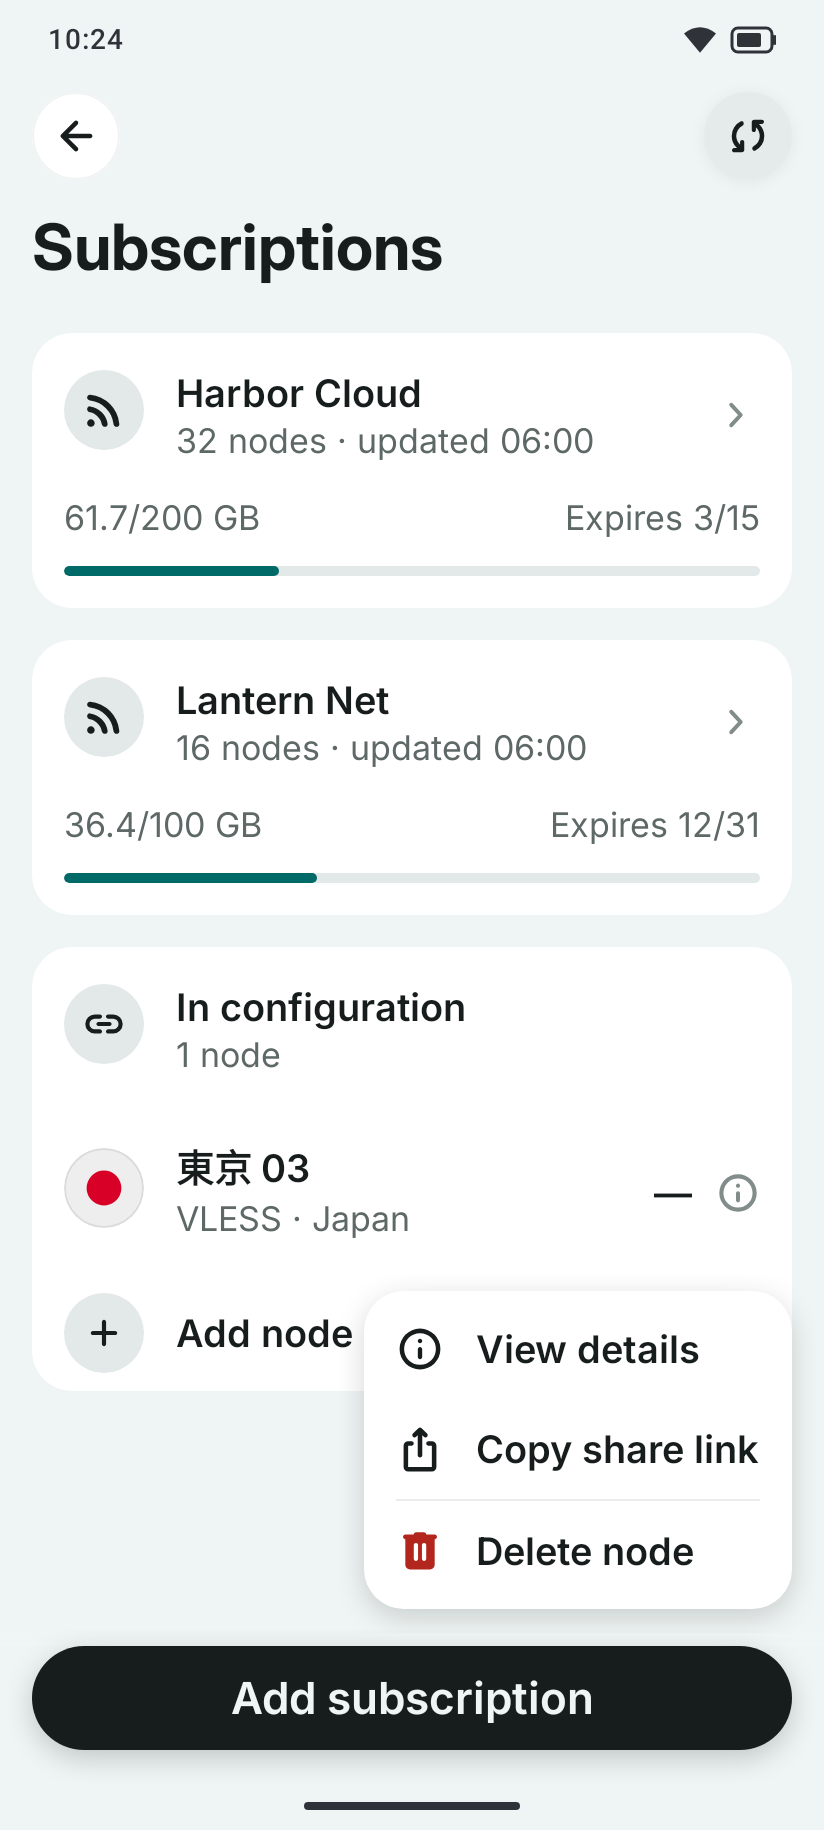 10:24
Subscriptions
Harbor Cloud
32 nodes · updated 06:00
61.7/200 GB
Expires 3/15
Lantern Net
16 nodes · updated 06:00
36.4/100 GB
Expires 12/31
In configuration
1 node
東京 03
VLESS · Japan
—
Add node
View details
Copy share link
Delete node
Add subscription